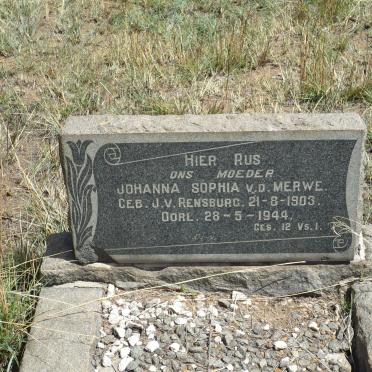 HIER RUS
ONS MOEDER
JOHANNA SOPHIA V.D. MERWE.
GEB. J.V. RENSBURG. 21-8-1903.
OORL. 28-5-1944.
GES. 12 VS. 1.